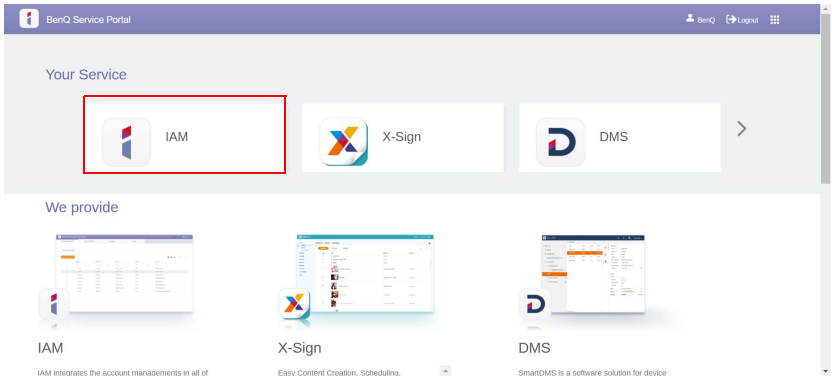 BenQ Service Portal
BenQ Logout
Your Service
IAM
X-Sign
DMS
We provide
IAM
X-Sign
DMS
IAM integrates the account managements in all of
Easy Content Creation, Scheduling,
SmartDMS is a software solution for device